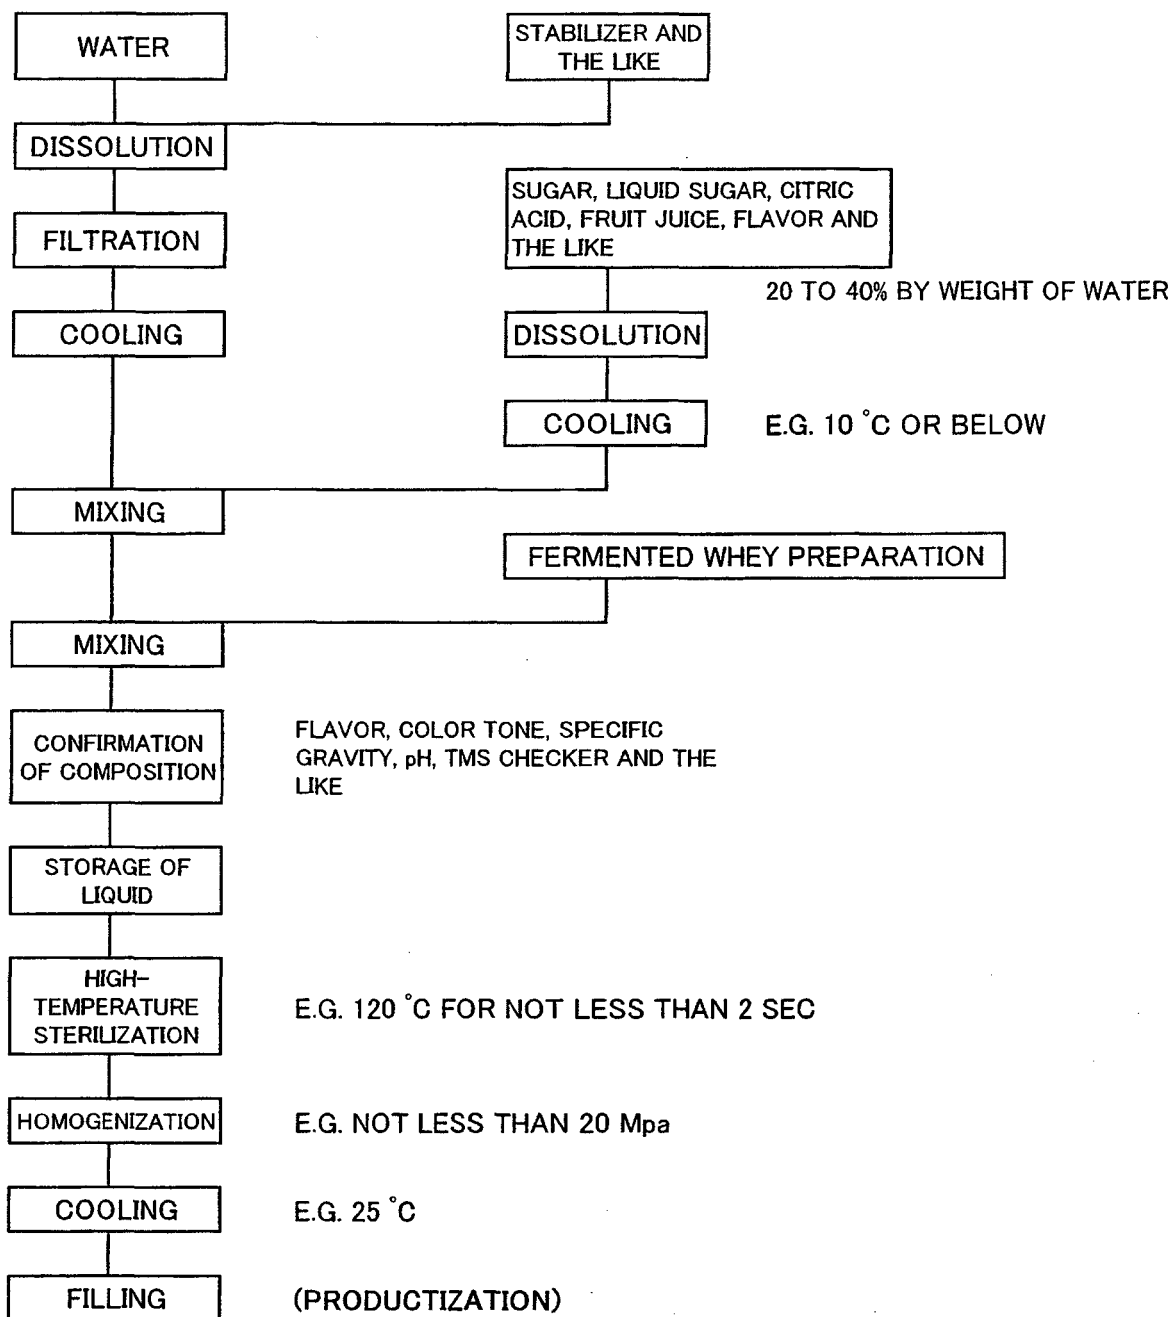 WATER
STABILIZER AND
THE LIKE
DISSOLUTION
SUGAR, LIQUID SUGAR, CITRIC
ACID, FRUIT JUICE, FLAVOR AND
THE LIKE
FILTRATION
20 TO 40% BY WEIGHT OF WATER
COOLING
DISSOLUTION
COOLING
E.G. 10 °C OR BELOW
MIXING
FERMENTED WHEY PREPARATION
MIXING
CONFIRMATION
OF COMPOSITION
FLAVOR, COLOR TONE, SPECIFIC
GRAVITY, pH, TMS CHECKER AND THE
LIKE
STORAGE OF
LIQUID
HIGH-
TEMPERATURE
STERILIZATION
E.G. 120 °C FOR NOT LESS THAN 2 SEC
HOMOGENIZATION
E.G. NOT LESS THAN 20 Mpa
COOLING
E.G. 25 °C
FILLING
(PRODUCTIZATION)